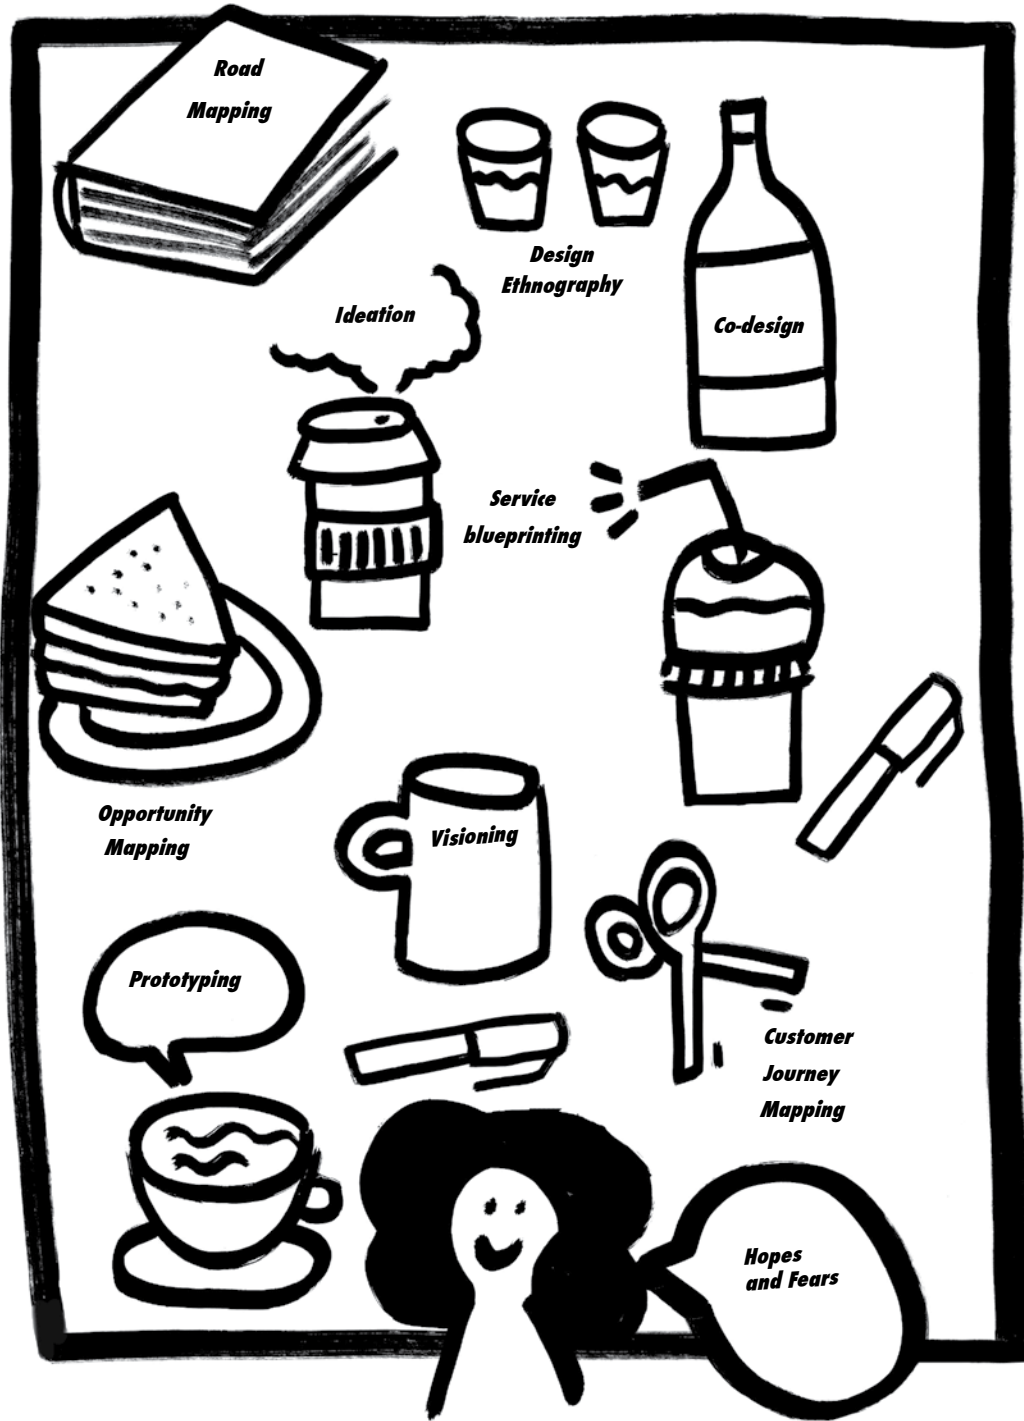 Road
Mapping
Design
Ethnography
Ideation
Co-design
Service
blueprinting
Opportunity
Mapping
Visioning
Prototyping
Customer
Journey
Mapping
Hopes
and Fears